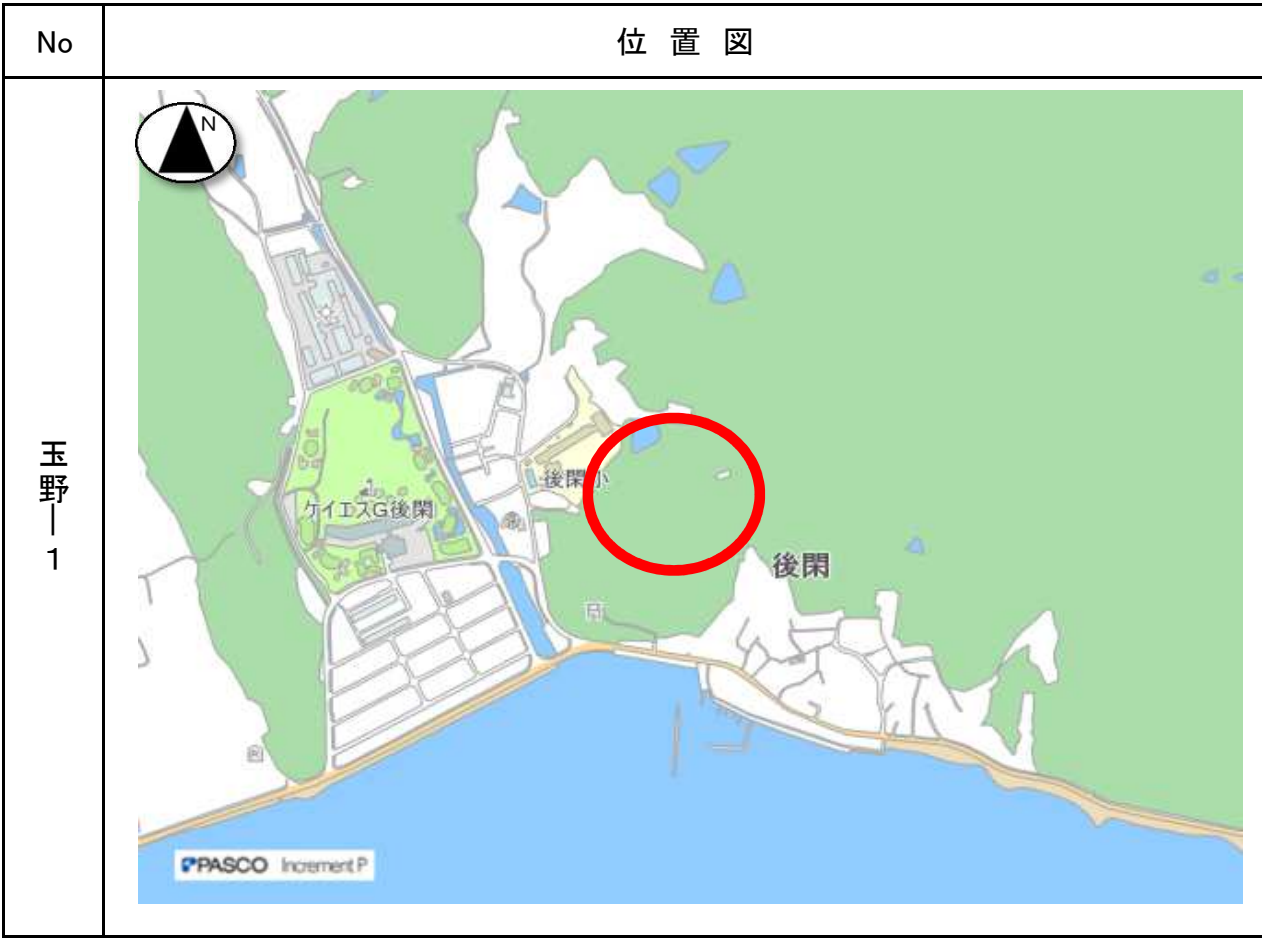 No
位 置 図
玉野―1
N
後閑小
ケイエスG後閑
後閑
PASCO Increment P